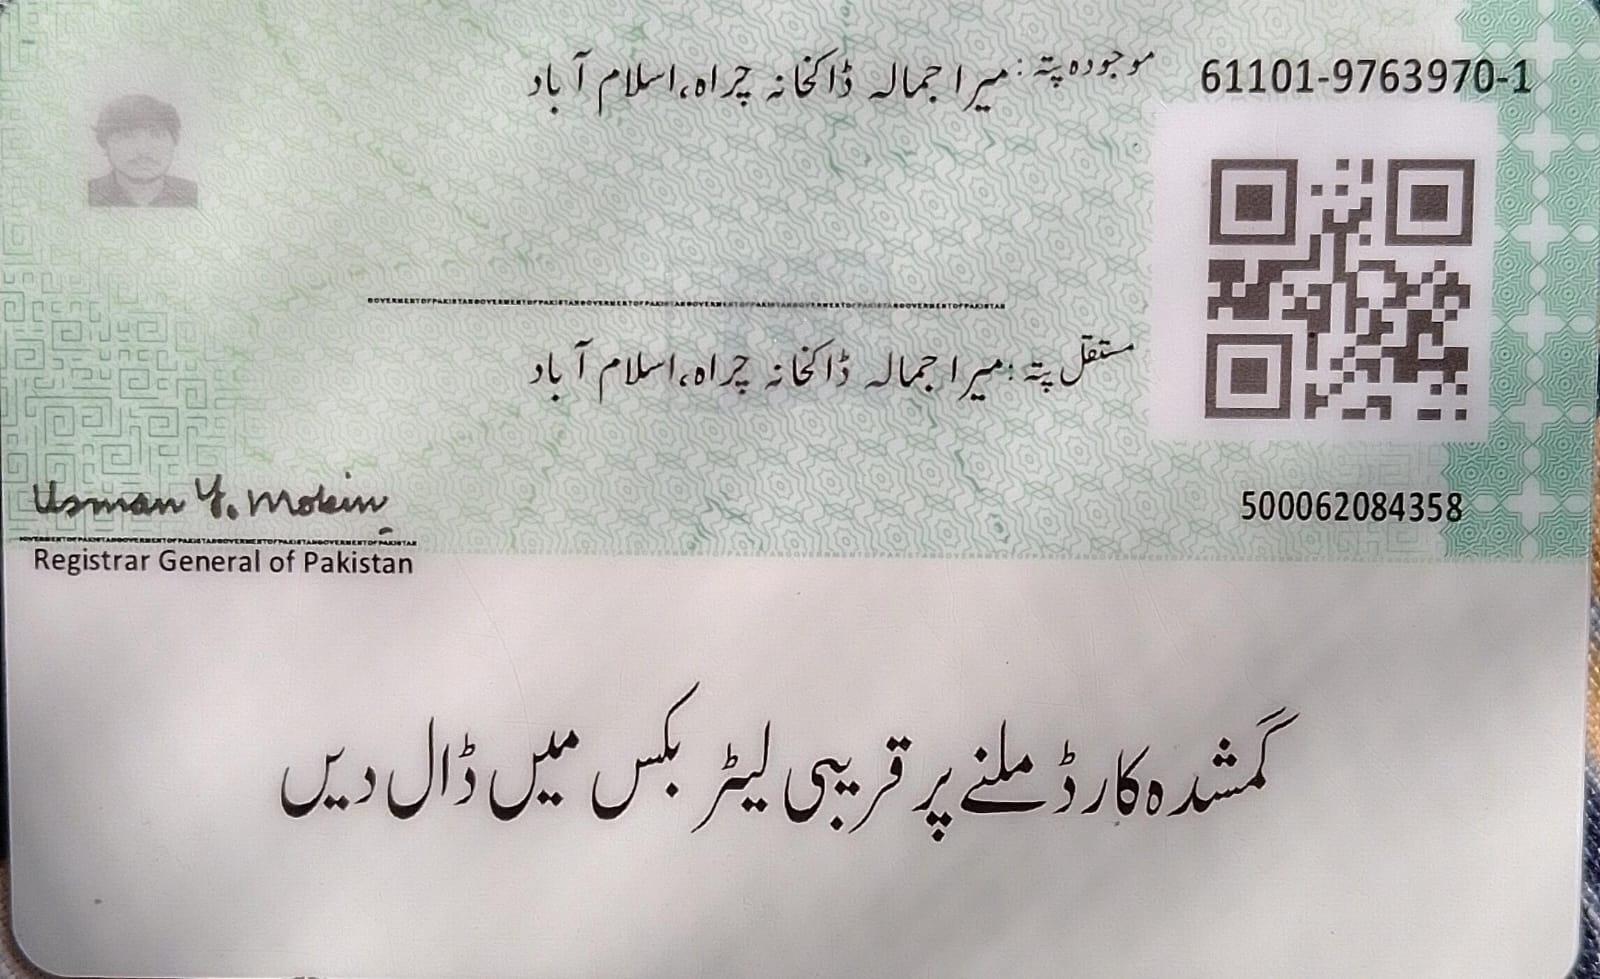 موجودہ پتہ: میرا جمالہ ڈاکخانہ چراہ، اسلام آباد
61101-9763970-1
مستقل پتہ: میرا جمالہ ڈاکخانہ چراہ، اسلام آباد
500062084358
Usman Y. Mobin
Registrar General of Pakistan
گمشدہ کارڈ ملنے پر قریبی لیٹر بکس میں ڈال دیں